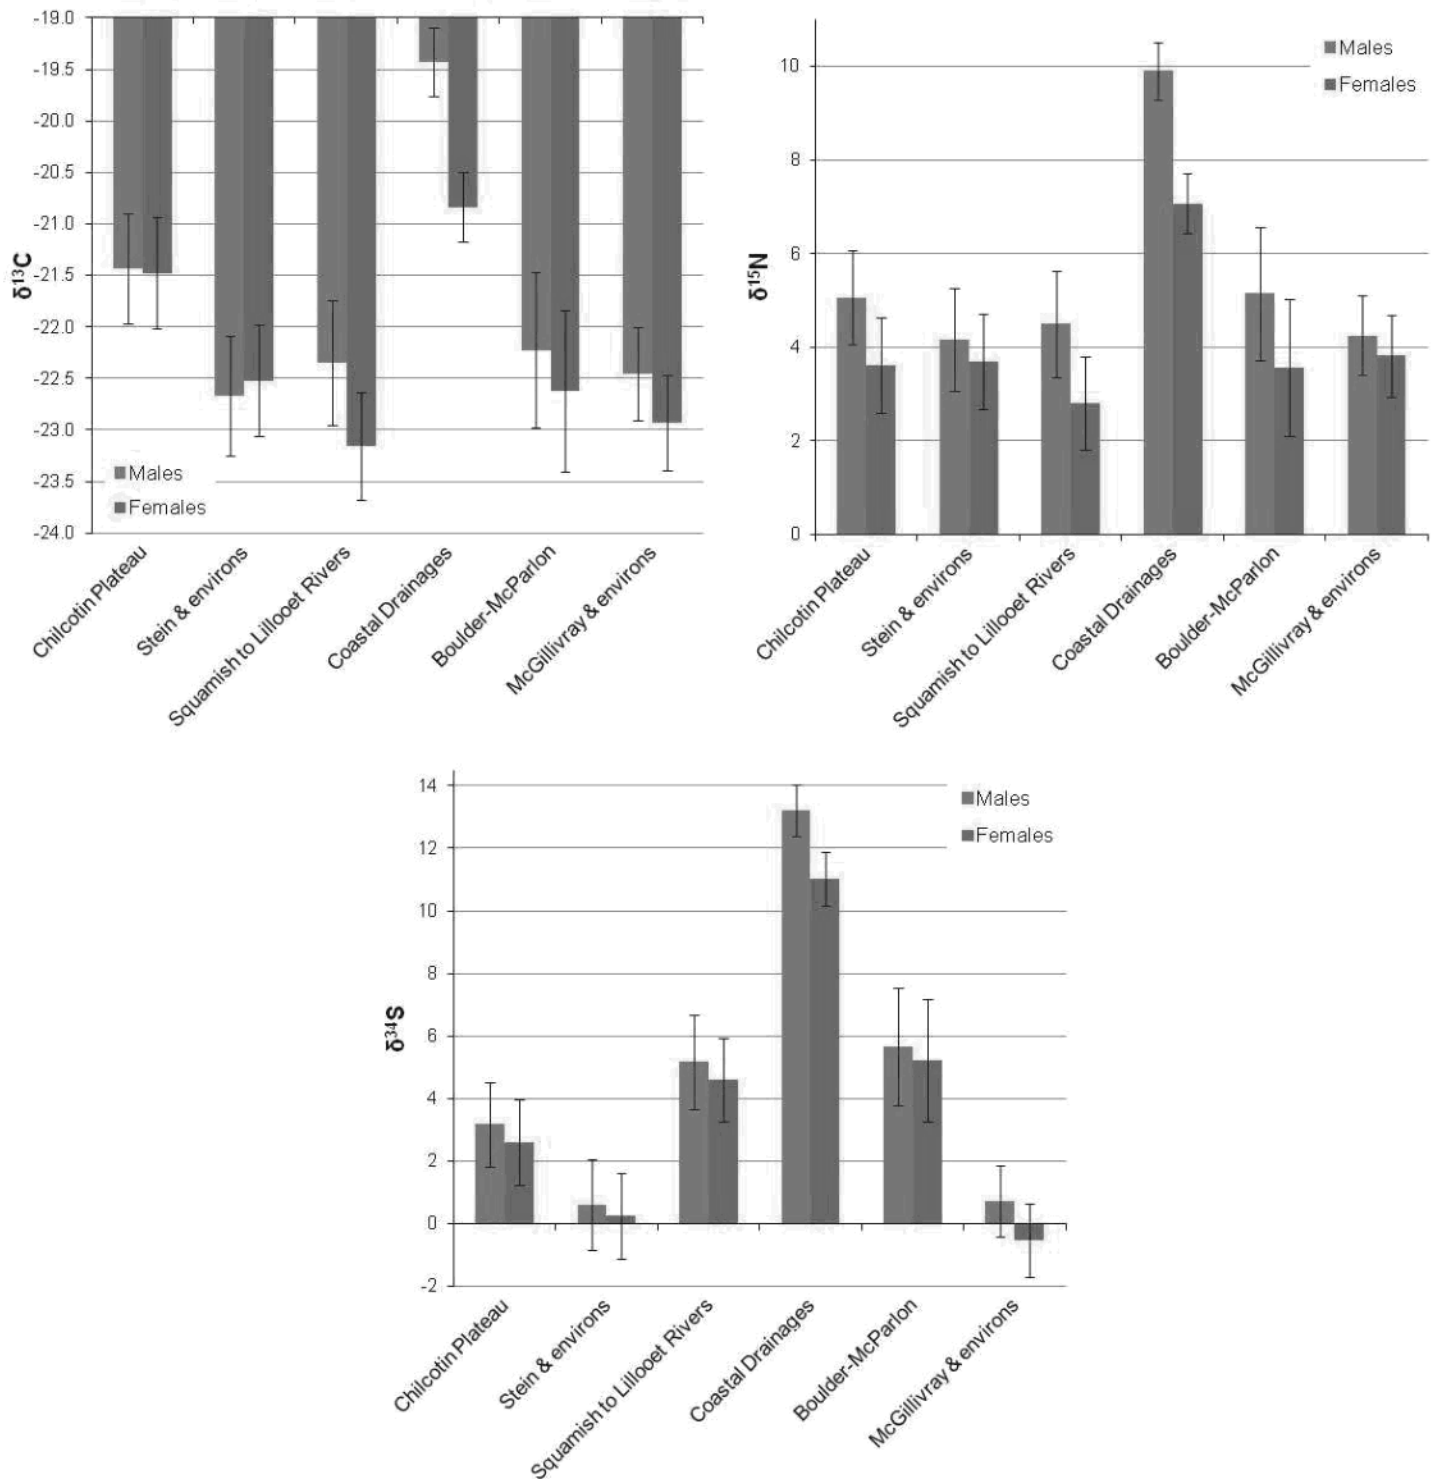 -19.0
-19.5
-20.0
-20.5
-21.0
-21.5
-22.0
-22.5
-23.0
-23.5
-24.0
δ¹³C
Males
Females
Chilcotin Plateau
Stein & environs
Squamish to Lillooet Rivers
Coastal Drainages
Boulder-McParlon
McGillivray & environs
10
8
6
4
2
0
δ¹⁵N
Males
Females
Chilcotin Plateau
Stein & environs
Squamish to Lillooet Rivers
Coastal Drainages
Boulder-McParlon
McGillivray & environs
14
12
10
8
6
4
2
0
-2
δ³⁴S
Males
Females
Chilcotin Plateau
Stein & environs
Squamish to Lillooet Rivers
Coastal Drainages
Boulder-McParlon
McGillivray & environs